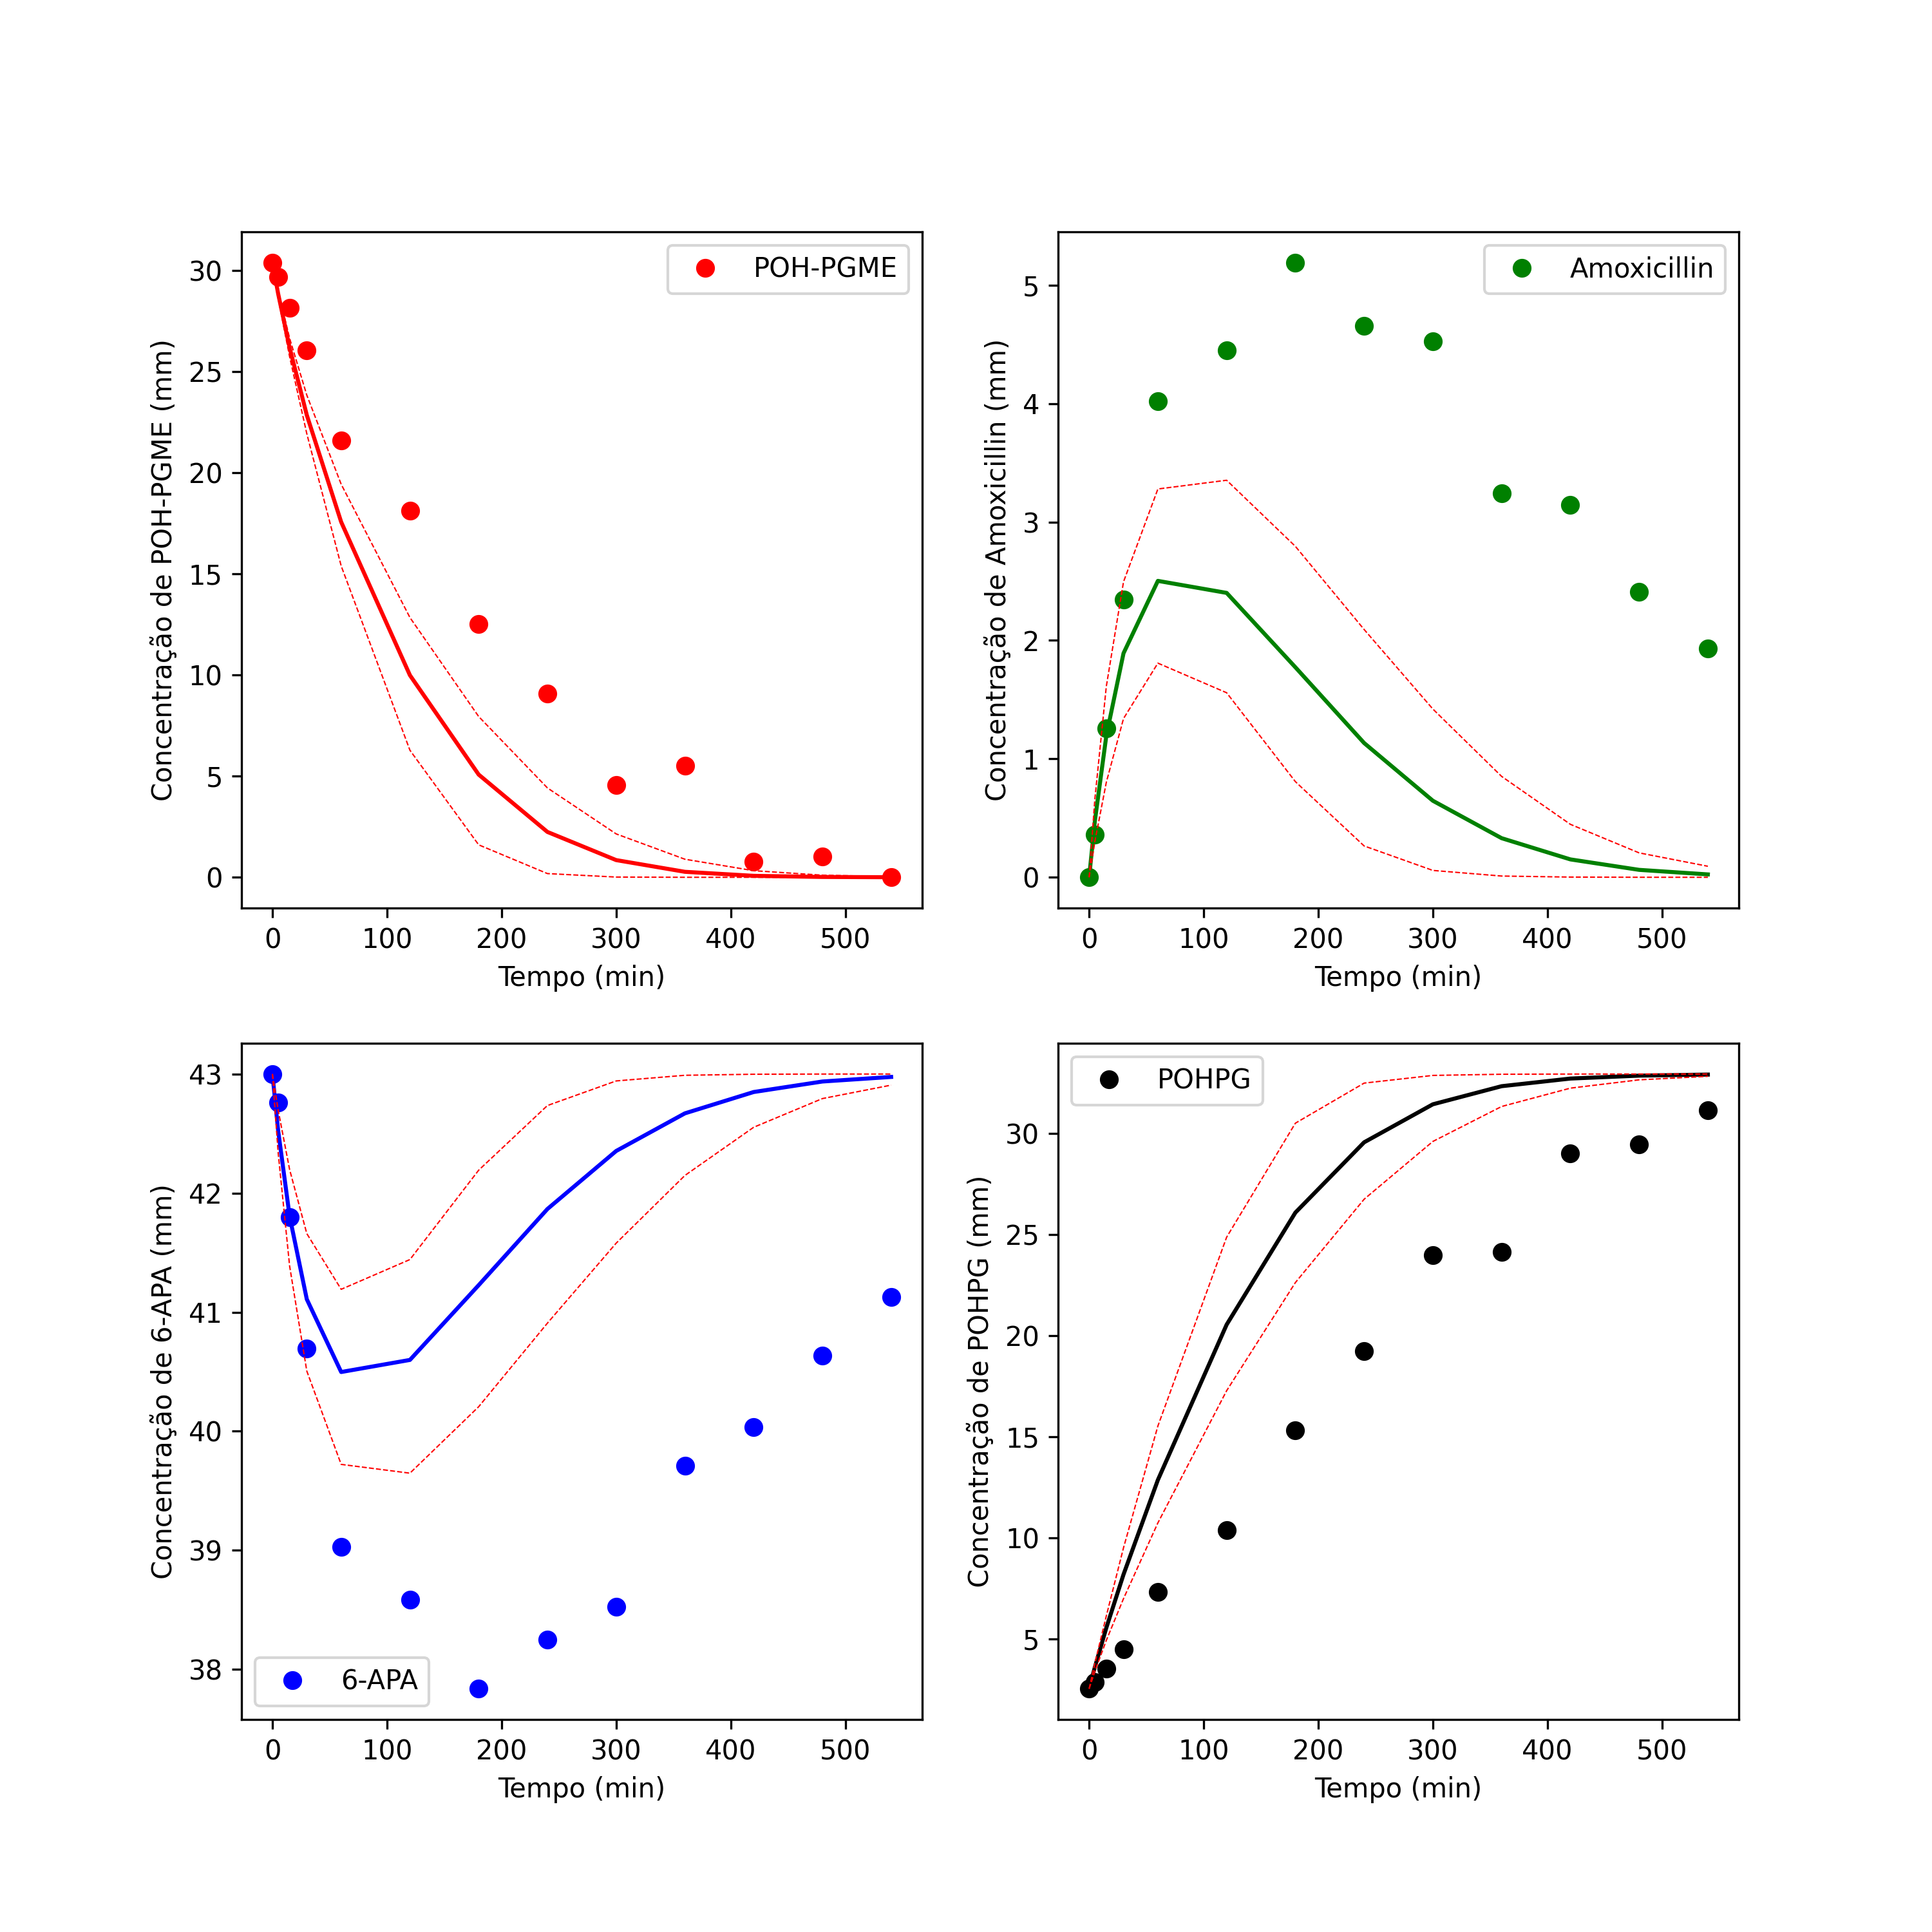 POH-PGME
Concentração de POH-PGME (mm)
30
25
20
15
10
5
0
0 100 200 300 400 500
Tempo (min)
Amoxicillin
Concentração de Amoxicillin (mm)
5
4
3
2
1
0
0 100 200 300 400 500
Tempo (min)
Concentração de 6-APA (mm)
43
42
41
40
39
38
6-APA
0 100 200 300 400 500
Tempo (min)
POHPG
Concentração de POHPG (mm)
30
25
20
15
10
5
0 100 200 300 400 500
Tempo (min)